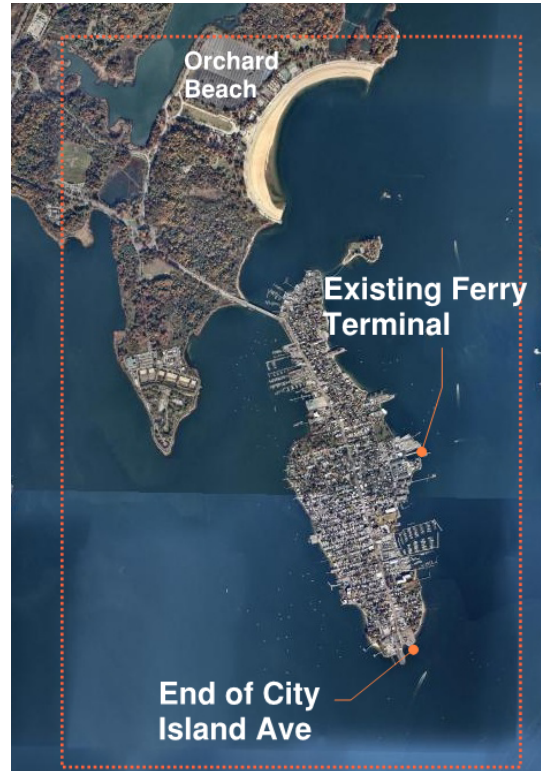 Orchard
Beach
Existing Ferry
Terminal
End of City
Island Ave